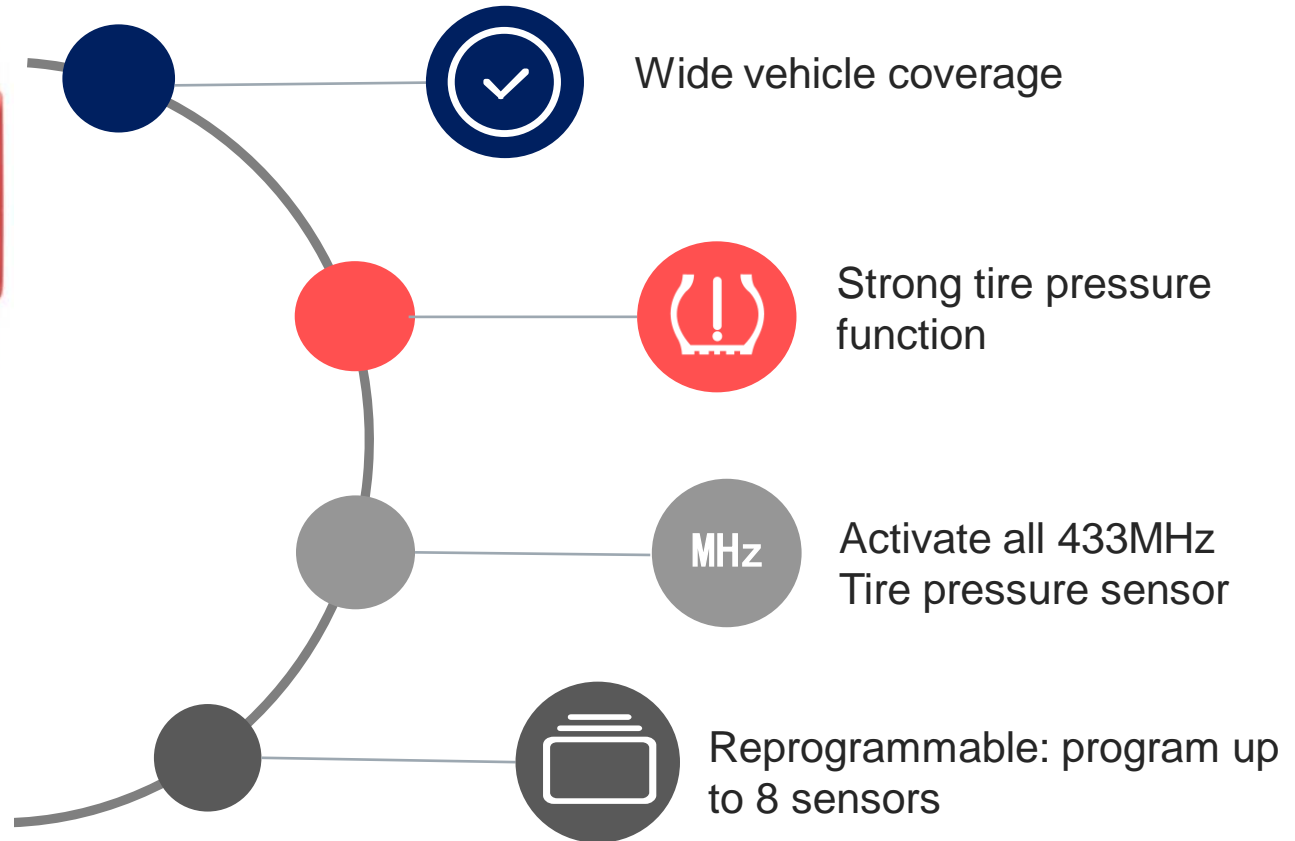 Wide vehicle coverage
Strong tire pressure
function
MHz
Activate all 433MHz
Tire pressure sensor
Reprogrammable: program up
to 8 sensors